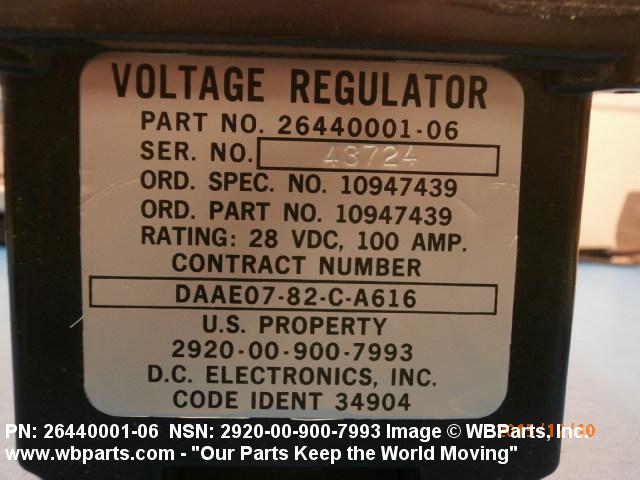 VOLTAGE REGULATOR
PART NO. 26440001-06
SER. NO. 43724
ORD. SPEC. NO. 10947439
ORD. PART NO. 10947439
RATING: 28 VDC, 100 AMP.
CONTRACT NUMBER
DAAE07-82-C-A616
U.S. PROPERTY
2920-00-900-7993
D.C. ELECTRONICS, INC.
CODE IDENT 34904
PN: 26440001-06 NSN: 2920-00-900-7993 Image © WBParts, Inc.
www.wbparts.com - "Our Parts Keep the World Moving"